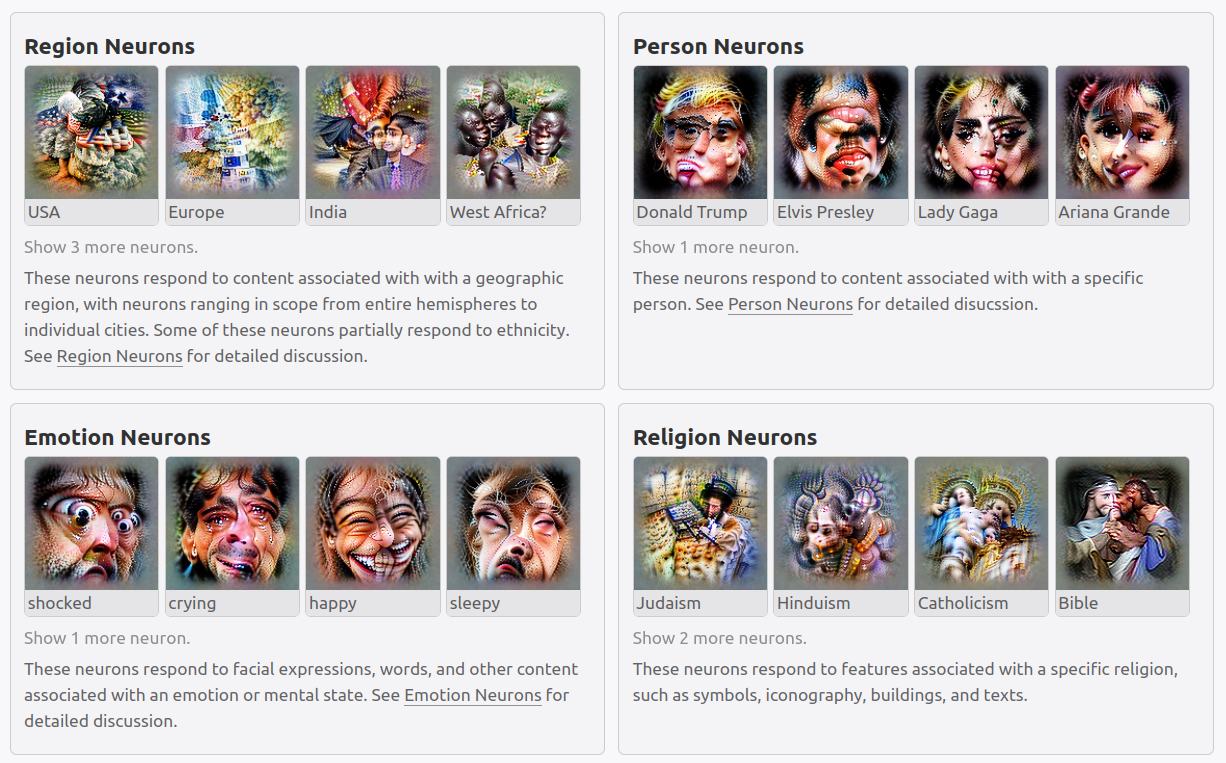 Region Neurons
USA
Europe
India
West Africa?
Show 3 more neurons.
These neurons respond to content associated with with a geographic
region, with neurons ranging in scope from entire hemispheres to
individual cities. Some of these neurons partially respond to ethnicity.
See Region Neurons for detailed discussion.
Person Neurons
Donald Trump
Elvis Presley
Lady Gaga
Ariana Grande
Show 1 more neuron.
These neurons respond to content associated with with a specific
person. See Person Neurons for detailed disucssion.
Emotion Neurons
shocked
crying
happy
sleepy
Show 1 more neuron.
These neurons respond to facial expressions, words, and other content
associated with an emotion or mental state. See Emotion Neurons for
detailed discussion.
Religion Neurons
Judaism
Hinduism
Catholicism
Bible
Show 2 more neurons.
These neurons respond to features associated with a specific religion,
such as symbols, iconography, buildings, and texts.